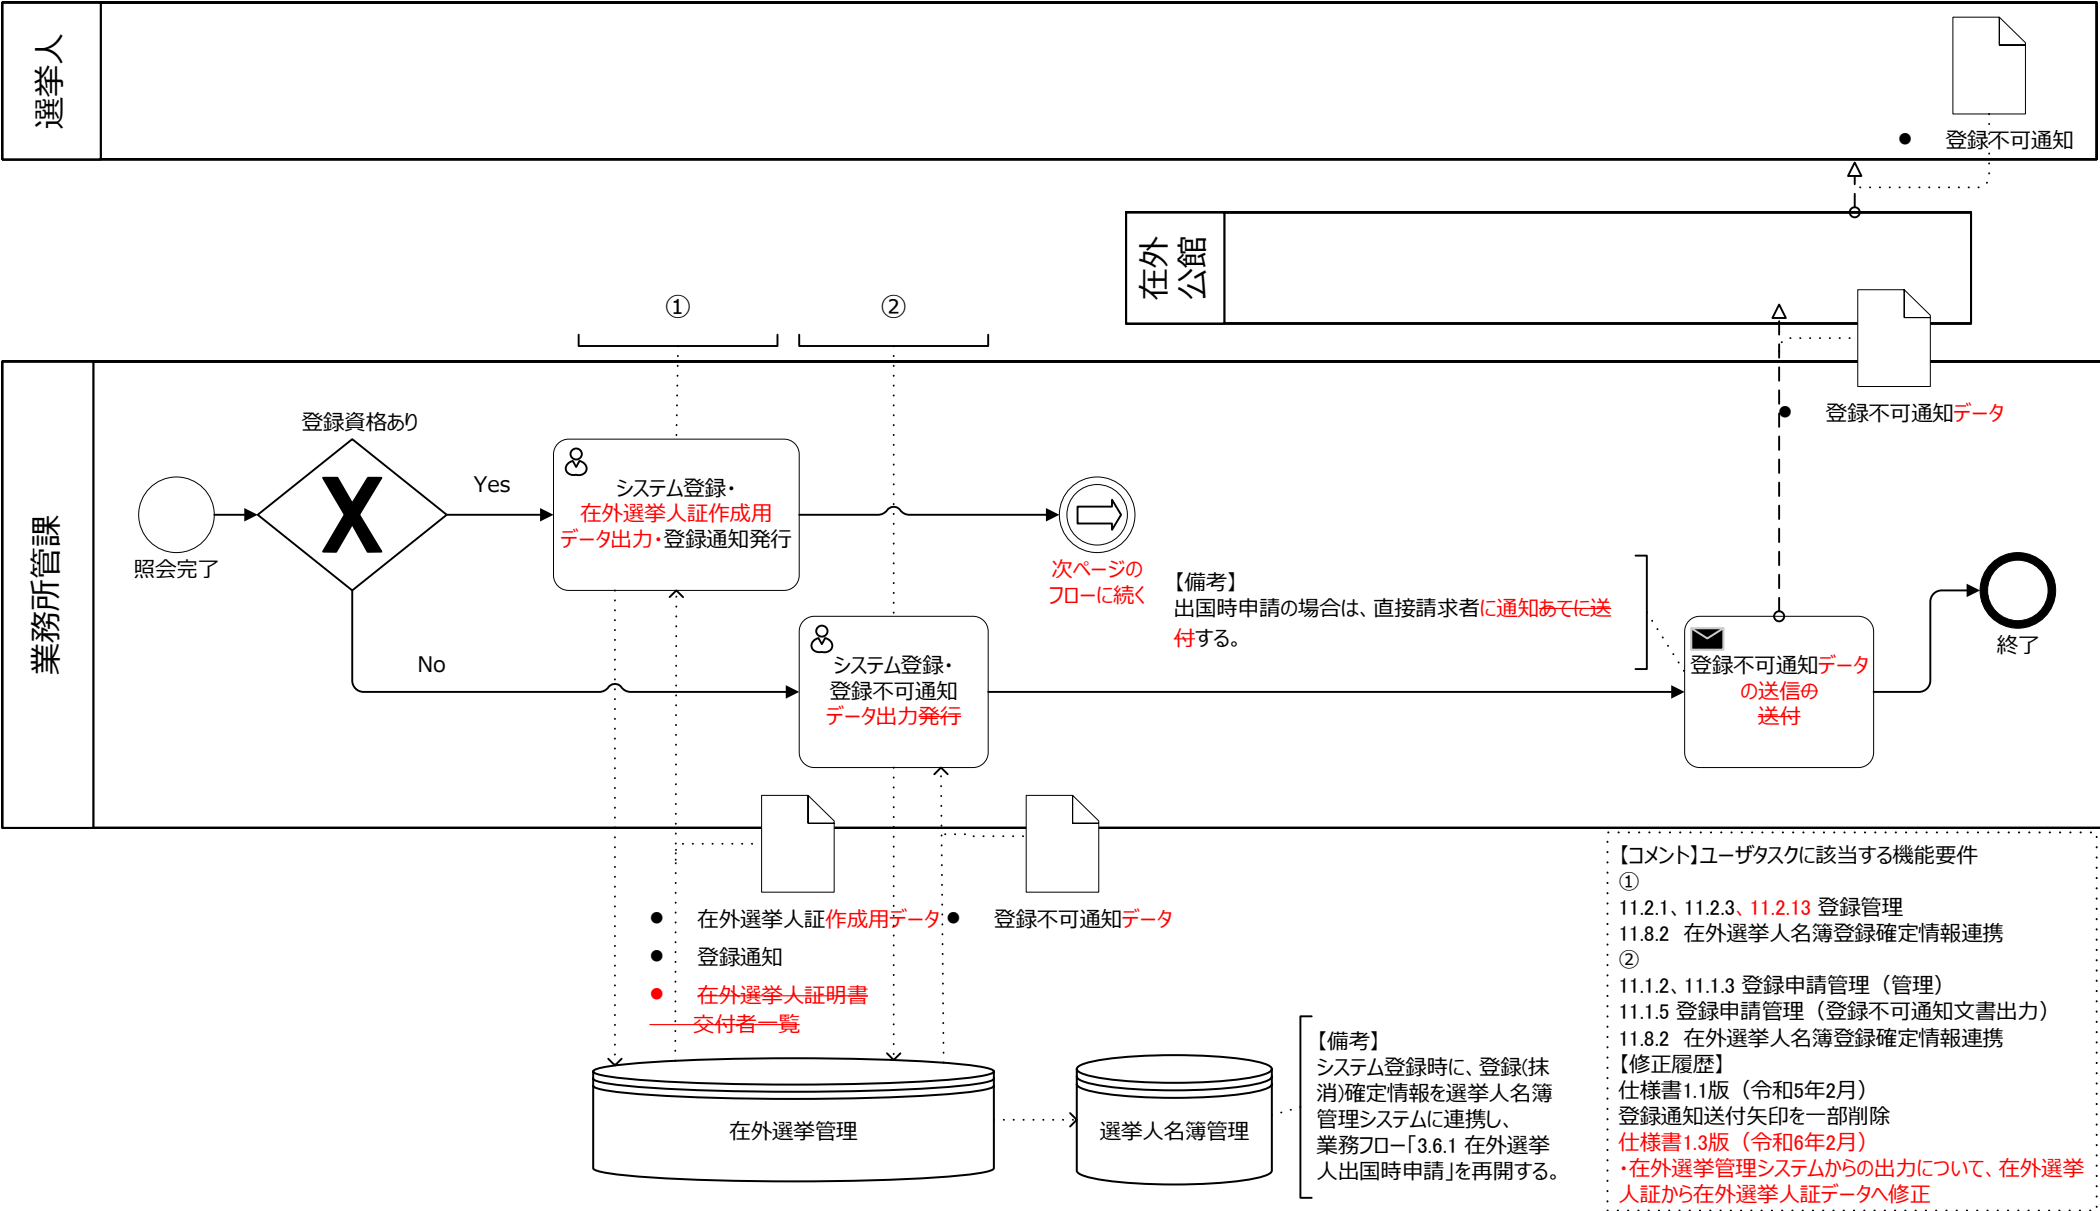 選挙人
● 登録不可通知
在外
公館
①
②
業務所管課
登録資格あり
● 登録不可通知データ
Yes
照会完了
システム登録・
在外選挙人証作成用
データ出力・登録通知発行
次ページの
フローに続く
【備考】
出国時申請の場合は、直接請求者に通知あてに送
付する。
No
システム登録・
登録不可通知
データ出力発行
登録不可通知データ
の送信の
送付
終了
● 在外選挙人証作成用データ
● 登録通知
● 在外選挙人証明書
交付者一覧
● 登録不可通知データ
在外選挙管理
選挙人名簿管理
【備考】
システム登録時に、登録(抹
消)確定情報を選挙人名簿
管理システムに連携し、
業務フロー「3.6.1 在外選挙
人出国時申請」を再開する。
【コメント】ユーザタスクに該当する機能要件
①
11.2.1、11.2.3、11.2.13 登録管理
11.8.2 在外選挙人名簿登録確定情報連携
②
11.1.2、11.1.3 登録申請管理（管理）
11.1.5 登録申請管理（登録不可通知文書出力）
11.8.2 在外選挙人名簿登録確定情報連携
【修正履歴】
仕様書1.1版（令和5年2月）
登録通知送付矢印を一部削除
仕様書1.3版（令和6年2月）
・在外選挙管理システムからの出力について、在外選挙
人証から在外選挙人証データへ修正